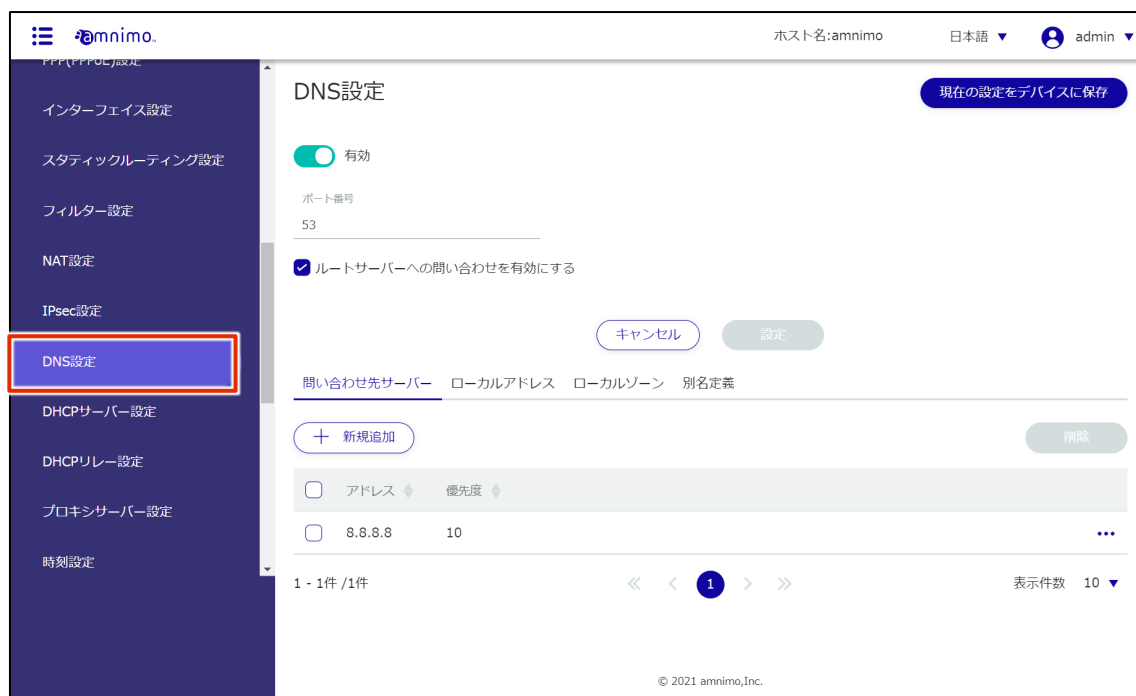 amnimo
ホスト名:amnimo
日本語
admin
PPP(PPPoE)設定
インターフェイス設定
スタティックルーティング設定
フィルター設定
NAT設定
IPsec設定
DNS設定
DHCPサーバー設定
DHCPリレー設定
プロキシサーバー設定
時刻設定
DNS設定
現在の設定をデバイスに保存
有効
ポート番号
53
ルートサーバーへの問い合わせを有効にする
キャンセル 設定
問い合わせ先サーバー ローカルアドレス ローカルゾーン 別名定義
新規追加 削除
アドレス 優先度
8.8.8.8 10
1 - 1件 /1件
1
表示件数 10
© 2021 amnimo,Inc.